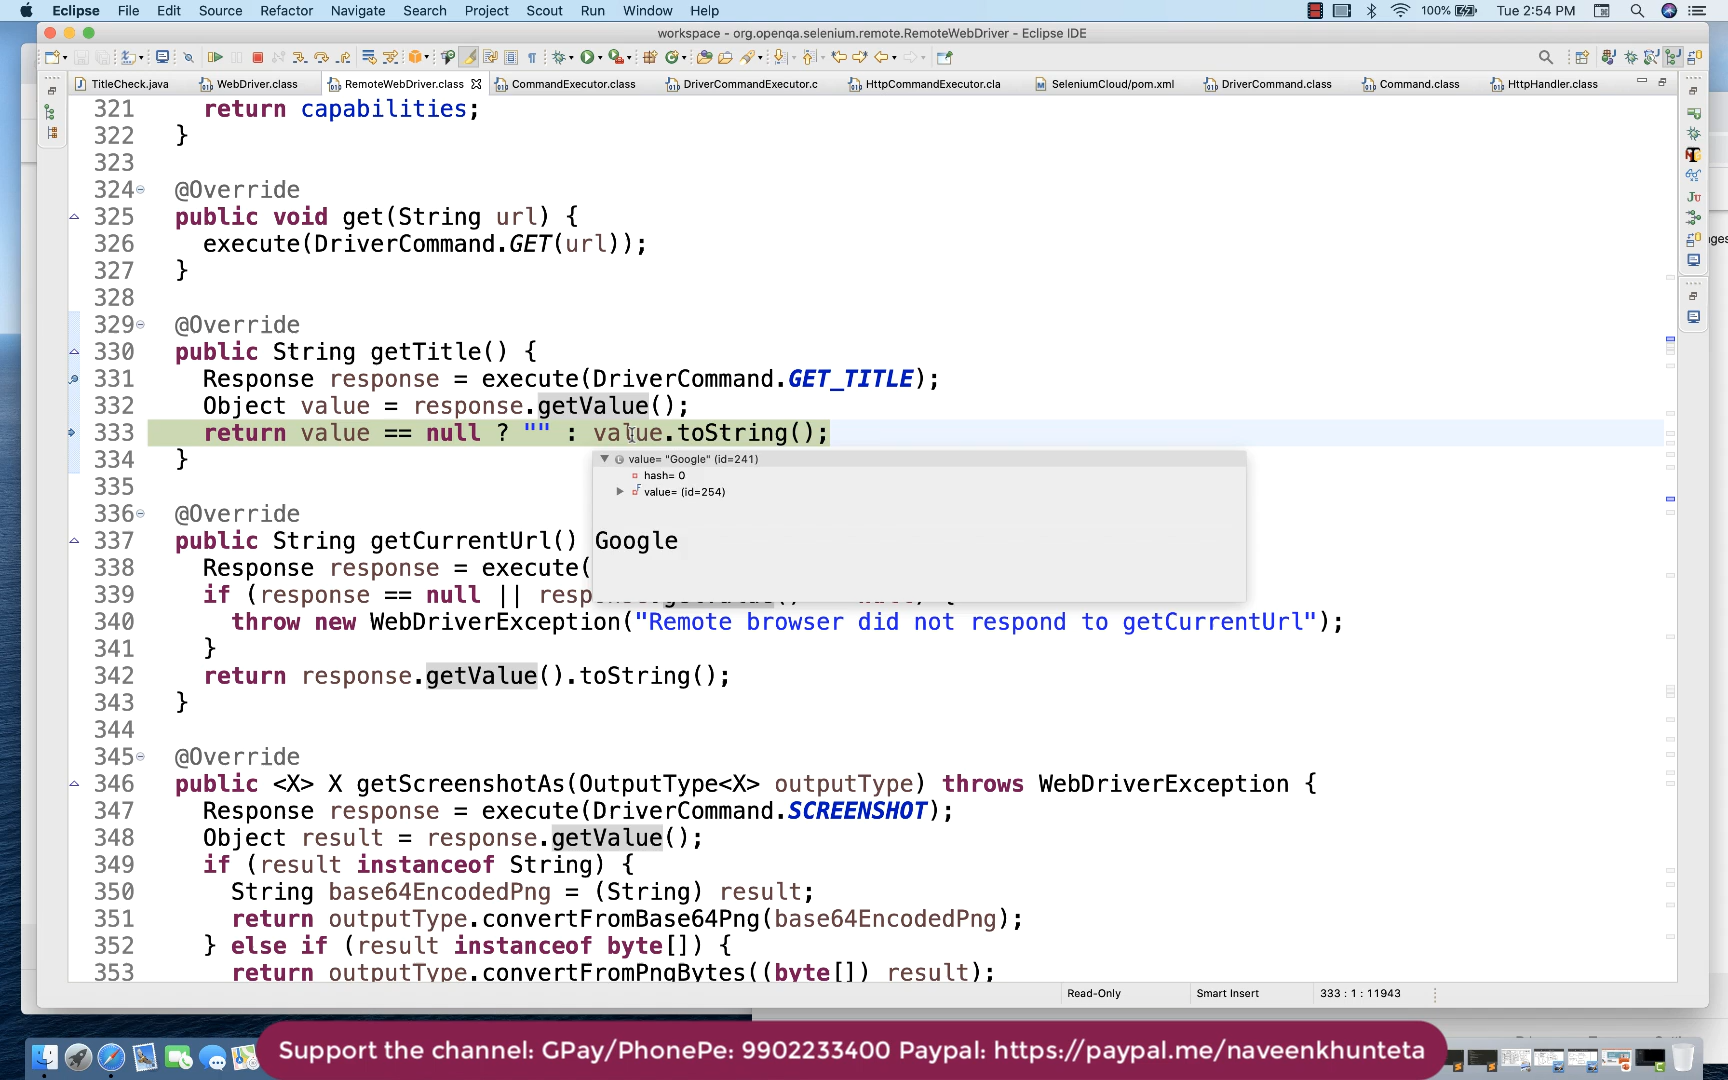 Eclipse File Edit Source Refactor Navigate Search Project Scout Run Window Help 100% Tue 2:54 PM
workspace - org.openqa.selenium.remote.RemoteWebDriver - Eclipse IDE
TitleCheck.java WebDriver.class RemoteWebDriver.class CommandExecutor.class DriverCommandExecutor.c HttpCommandExecutor.cla SeleniumCloud/pom.xml DriverCommand.class Command.class HttpHandler.class
321 return capabilities;
322 }
323
324 @Override
325 public void get(String url) {
326 execute(DriverCommand.GET(url));
327 }
328
329 @Override
330 public String getTitle() {
331 Response response = execute(DriverCommand.GET_TITLE);
332 Object value = response.getValue();
333 return value == null ? "" : value.toString();
334 }
value= "Google" (id=241)
hash= 0
value= (id=254)
Google
335
336 @Override
337 public String getCurrentUrl()
338 Response response = execute(
339 if (response == null || resp
340 throw new WebDriverException("Remote browser did not respond to getCurrentUrl");
341 }
342 return response.getValue().toString();
343 }
344
345 @Override
346 public <X> X getScreenshotAs(OutputType<X> outputType) throws WebDriverException {
347 Response response = execute(DriverCommand.SCREENSHOT);
348 Object result = response.getValue();
349 if (result instanceof String) {
350 String base64EncodedPng = (String) result;
351 return outputType.convertFromBase64Png(base64EncodedPng);
352 } else if (result instanceof byte[]) {
353 return outputType.convertFromPngBytes((byte[]) result);
Read-Only Smart Insert 333 : 1 : 11943
Support the channel: GPay/PhonePe: 9902233400 Paypal: https://paypal.me/naveenkhunteta